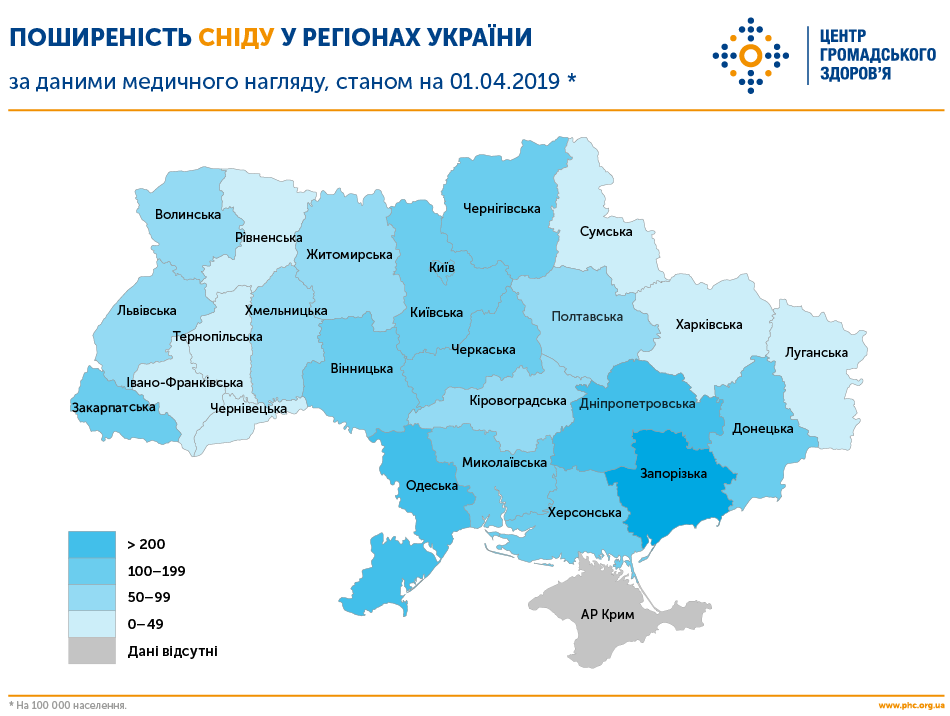 ПОШИРЕНІСТЬ СНІДУ У РЕГІОНАХ УКРАЇНИ
за даними медичного нагляду, станом на 01.04.2019 *
ЦЕНТР
ГРОМАДСЬКОГО
ЗДОРОВ'Я
Чернігівська
Волинська
Сумська
Рівненська
Житомирська
Київ
Львівська
Хмельницька
Київська
Полтавська
Харківська
Тернопільська
Черкаська
Луганська
Вінницька
Івано-Франківська
Кіровоградська
Дніпропетровська
Закарпатська
Чернівецька
Донецька
Миколаївська
Запорізька
Одеська
Херсонська
АР Крим
> 200
100–199
50–99
0–49
Дані відсутні
* На 100 000 населення.
www.phc.org.ua